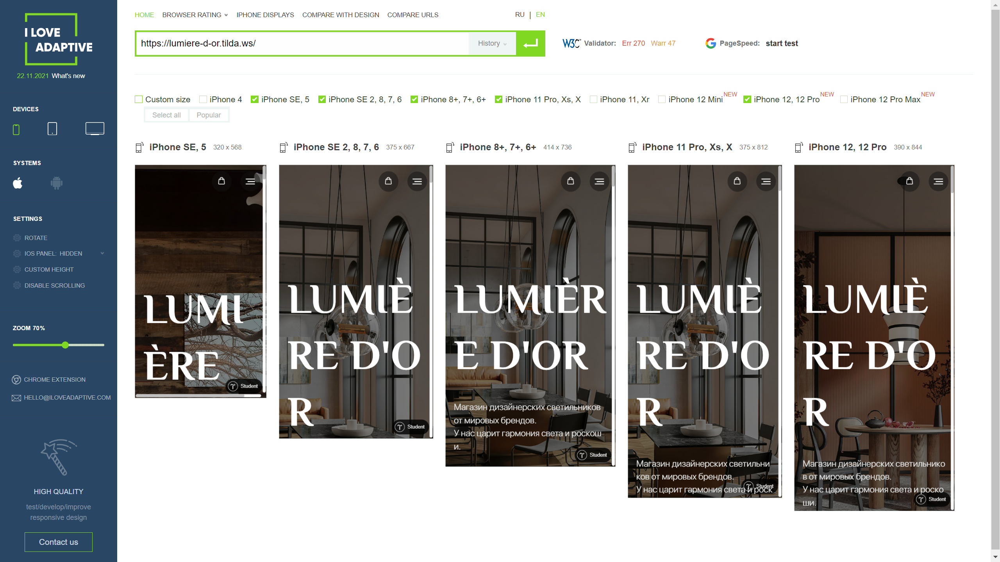 I LOVE
ADAPTIVE
22.11.2021 What's new
DEVICES
SYSTEMS
SETTINGS
ROTATE
IOS PANEL: HIDDEN
CUSTOM HEIGHT
DISABLE SCROLLING
ZOOM 70%
CHROME EXTENSION
HELLO@ILOVEADAPTIVE.COM
HIGH QUALITY
test/develop/improve
responsive design
Contact us
HOME BROWSER RATING IPHONE DISPLAYS COMPARE WITH DESIGN COMPARE URLS RU | EN
https://lumiere-d-or.tilda.ws/ History
W3C Validator: Err 270 Warr 47 PageSpeed: start test
Custom size iPhone 4 iPhone SE, 5 iPhone SE 2, 8, 7, 6 iPhone 8+, 7+, 6+ iPhone 11 Pro, Xs, X iPhone 11, Xr iPhone 12 Mini NEW iPhone 12, 12 Pro NEW iPhone 12 Pro Max NEW
Select all Popular
iPhone SE, 5 320 x 568
LUMI
ÈRE
Student
iPhone SE 2, 8, 7, 6 375 x 667
LUMIÈ
RE D'O
R
Student
iPhone 8+, 7+, 6+ 414 x 736
LUMIÈR
E D'OR
Магазин дизайнерских светильников
от мировых брендов.
У нас царит гармония света и роскош
и.
Student
iPhone 11 Pro, Xs, X 375 x 812
LUMIÈ
RE D'O
R
Магазин дизайнерских светильни
ков от мировых брендов.
У нас царит гармония света и роск
Student
iPhone 12, 12 Pro 390 x 844
LUMIÈ
RE D'O
R
Магазин дизайнерских светильнико
в от мировых брендов.
У нас царит гармония света и роско
ши.
Student